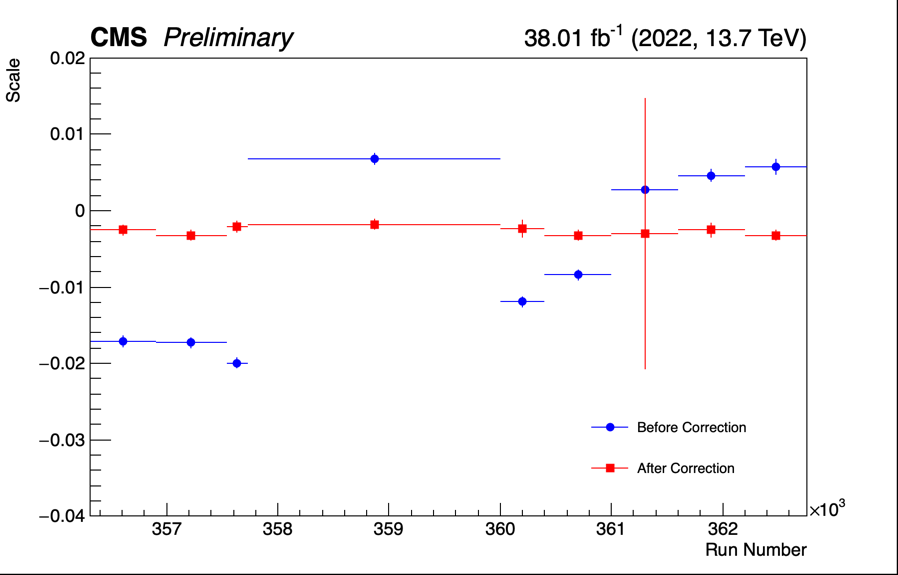 CMS Preliminary 38.01 fb⁻¹ (2022, 13.7 TeV)
Scale
0.02
0.01
0
−0.01
−0.02
−0.03
−0.04
Before Correction
After Correction
357 358 359 360 361 362 ×10³
Run Number